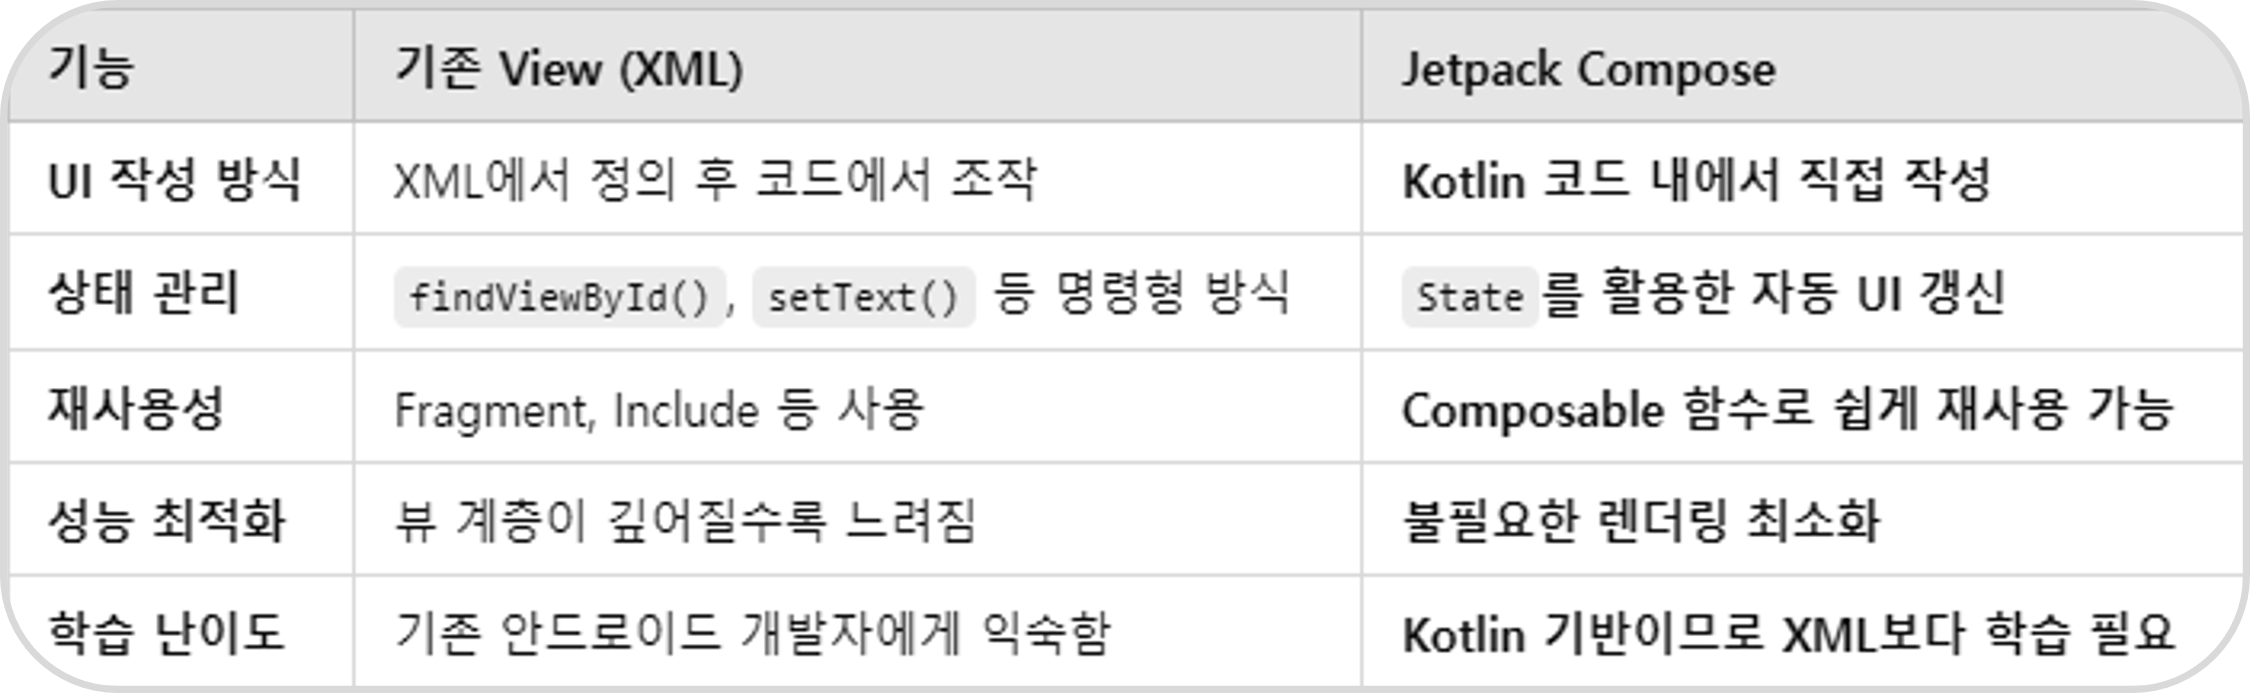 기능 기존 View (XML) Jetpack Compose
UI 작성 방식 XML에서 정의 후 코드에서 조작 Kotlin 코드 내에서 직접 작성
상태 관리 findViewById(), setText() 등 명령형 방식 State를 활용한 자동 UI 갱신
재사용성 Fragment, Include 등 사용 Composable 함수로 쉽게 재사용 가능
성능 최적화 뷰 계층이 깊어질수록 느려짐 불필요한 렌더링 최소화
학습 난이도 기존 안드로이드 개발자에게 익숙함 Kotlin 기반이므로 XML보다 학습 필요